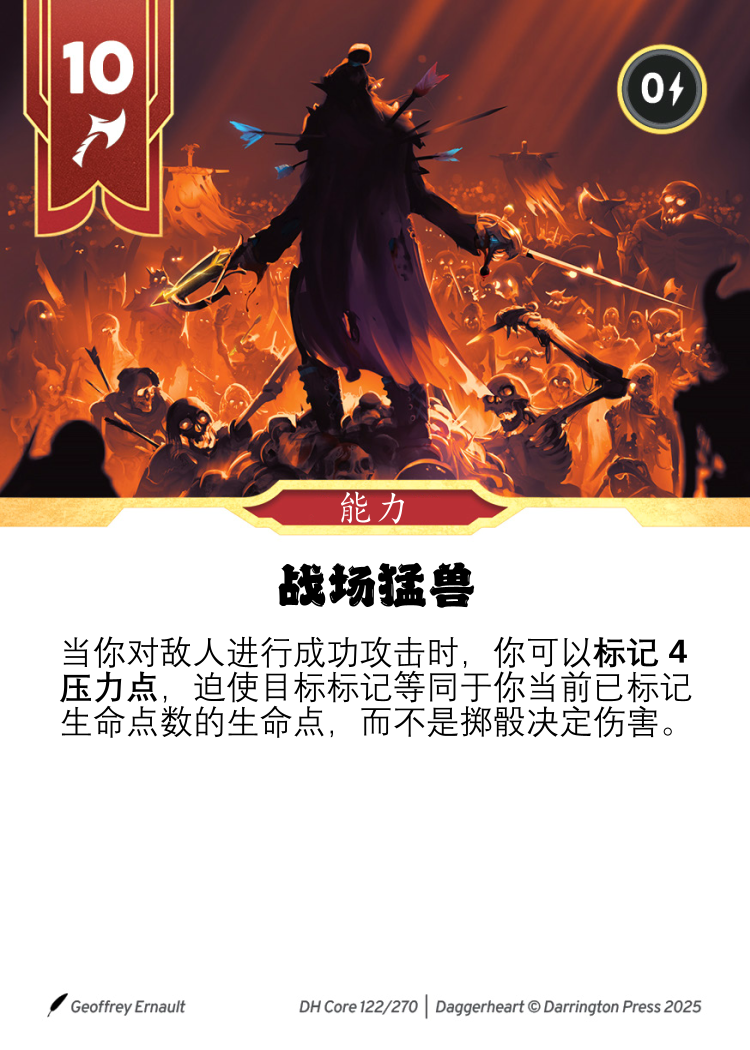 10
0
能力
战场猛兽
当你对敌人进行成功攻击时，你可以标记 4
压力点，迫使目标标记等同于你当前已标记
生命点数的生命点，而不是掷骰决定伤害。
Geoffrey Ernault
DH Core 122/270 | Daggerheart © Darrington Press 2025